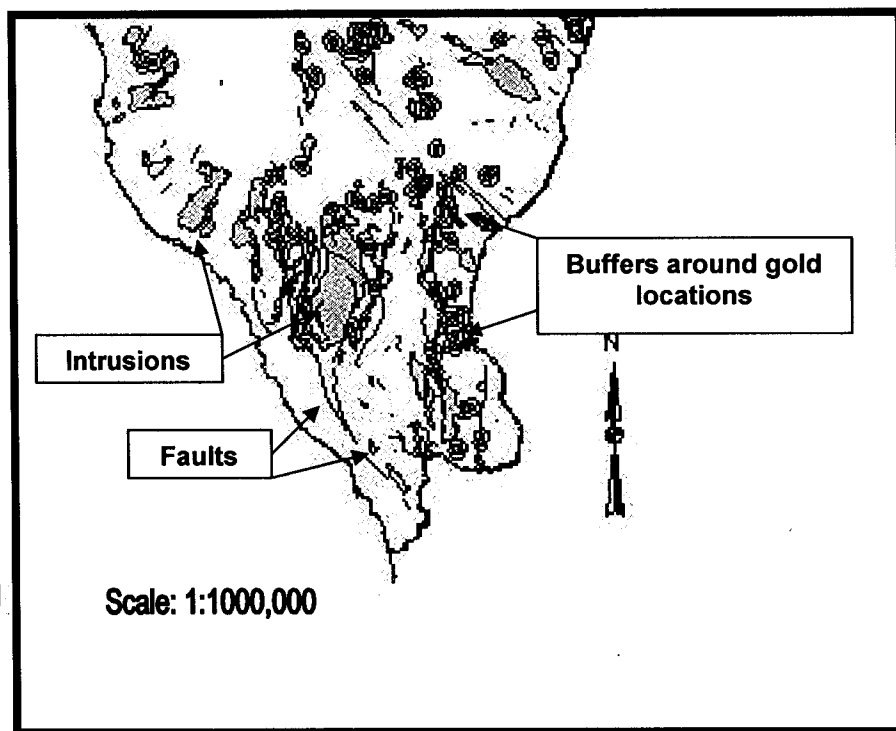 Buffers around gold
locations
Intrusions
N
Faults
Scale: 1:1000,000